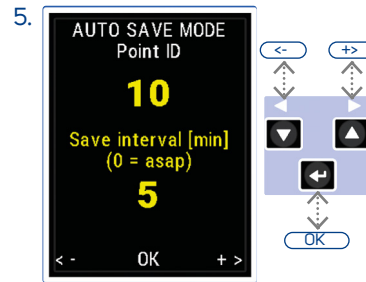 5.
AUTO SAVE MODE
Point ID
10
Save interval [min]
(0 = asap)
5
< - OK + >
<- +>
OK